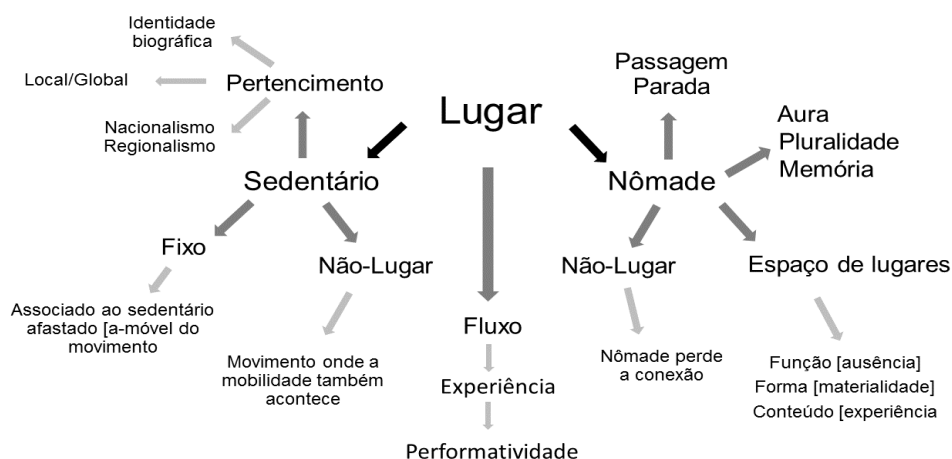 Identidade
biográfica
Local/Global
Pertencimento
Nacionalismo
Regionalismo
Lugar
Passagem
Parada
Aura
Pluralidade
Memória
Sedentário
Nômade
Fixo
Não-Lugar
Não-Lugar
Espaço de lugares
Associado ao sedentário
afastado [a-móvel do
movimento
Movimento onde a
mobilidade também
acontece
Fluxo
Experiência
Performatividade
Nômade perde
a conexão
Função [ausência]
Forma [materialidade]
Conteúdo [experiência